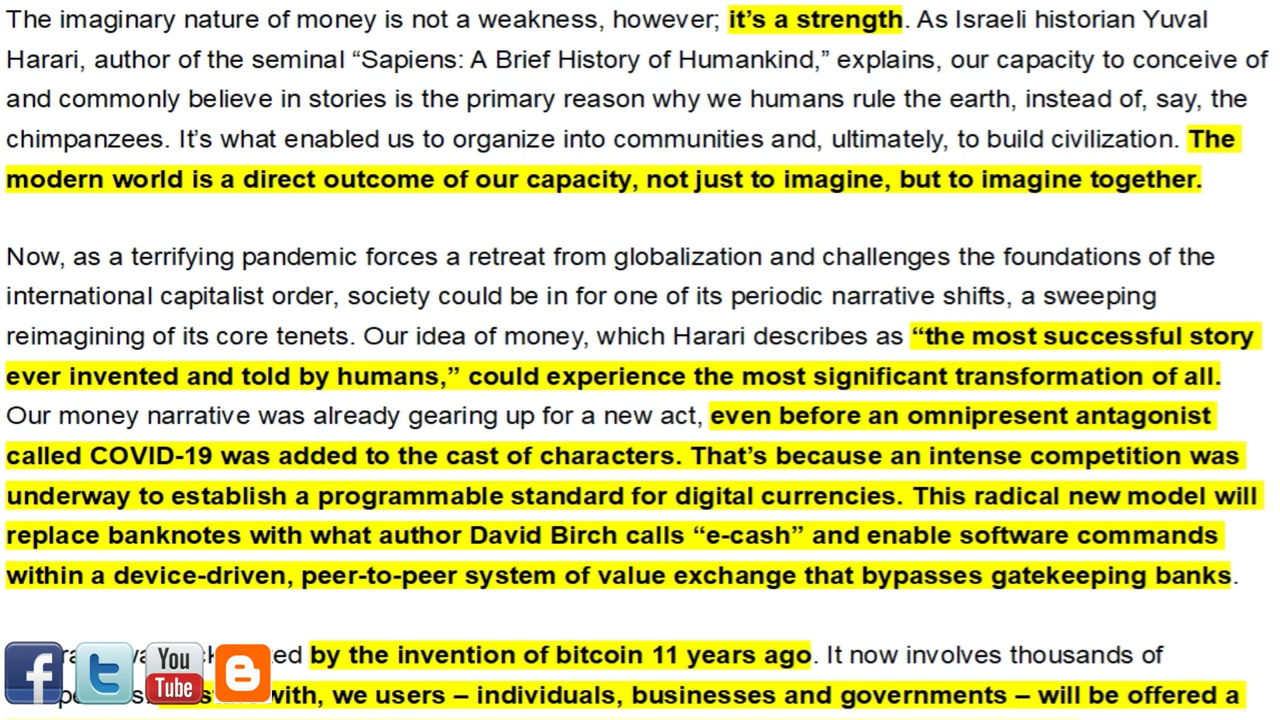 The imaginary nature of money is not a weakness, however; it’s a strength. As Israeli historian Yuval
Harari, author of the seminal “Sapiens: A Brief History of Humankind,” explains, our capacity to conceive of
and commonly believe in stories is the primary reason why we humans rule the earth, instead of, say, the
chimpanzees. It’s what enabled us to organize into communities and, ultimately, to build civilization. The
modern world is a direct outcome of our capacity, not just to imagine, but to imagine together.
Now, as a terrifying pandemic forces a retreat from globalization and challenges the foundations of the
international capitalist order, society could be in for one of its periodic narrative shifts, a sweeping
reimagining of its core tenets. Our idea of money, which Harari describes as “the most successful story
ever invented and told by humans,” could experience the most significant transformation of all.
Our money narrative was already gearing up for a new act, even before an omnipresent antagonist
called COVID-19 was added to the cast of characters. That’s because an intense competition was
underway to establish a programmable standard for digital currencies. This radical new model will
replace banknotes with what author David Birch calls “e-cash” and enable software commands
within a device-driven, peer-to-peer system of value exchange that bypasses gatekeeping banks.
by the invention of bitcoin 11 years ago. It now involves thousands of
with, we users – individuals, businesses and governments – will be offered a
You
Tube